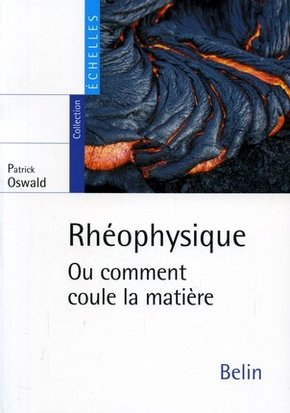 Collection ÉCHELLES
Patrick
Oswald
Rhéophysique
Ou comment
coule la matière
Belin